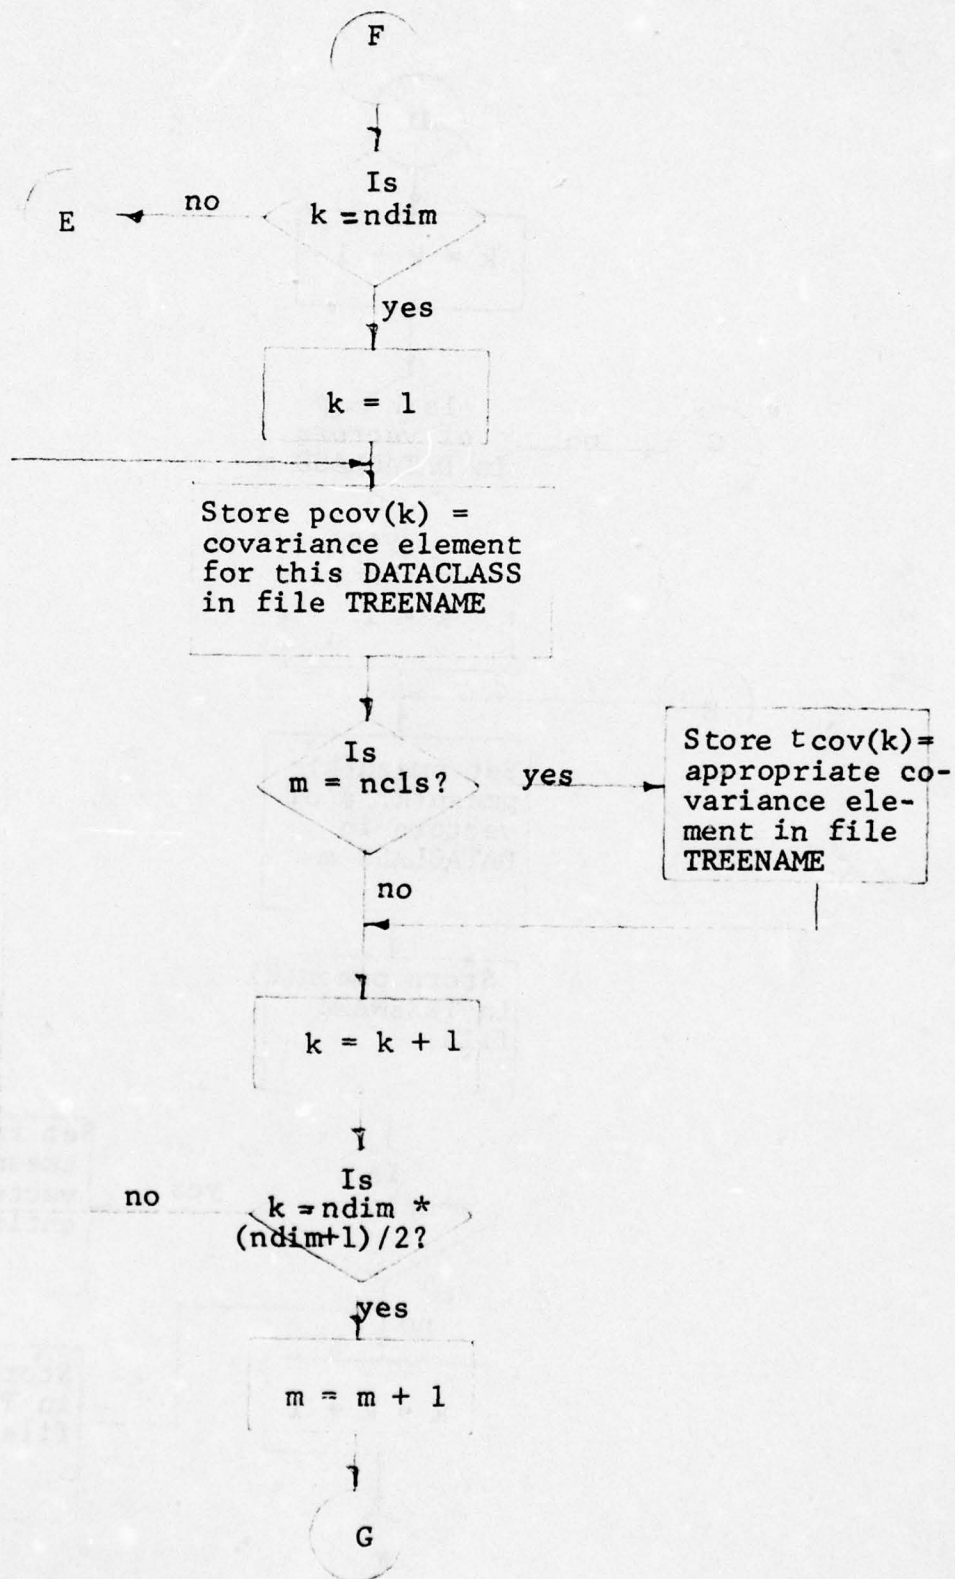 F
Is
k = ndim
no
E
yes
k = 1
Store pcov(k) =
covariance element
for this DATACLASS
in file TREENAME
Is
m = ncls?
yes
Store tcov(k)=
appropriate co-
variance ele-
ment in file
TREENAME
no
k = k + 1
Is
k = ndim *
(ndim+1)/2?
no
yes
m = m + 1
G